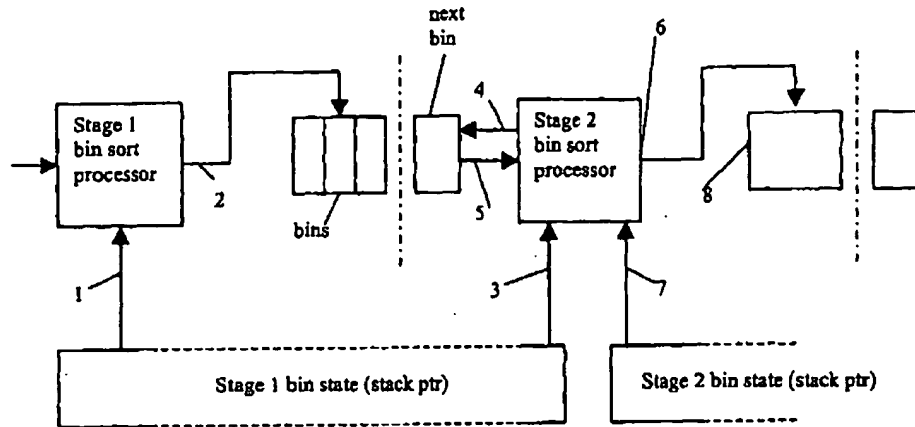 next
bin
6
Stage 1
bin sort
processor
4
Stage 2
bin sort
processor
2
5
8
bins
1
3
7
Stage 1 bin state (stack ptr)
Stage 2 bin state (stack ptr)